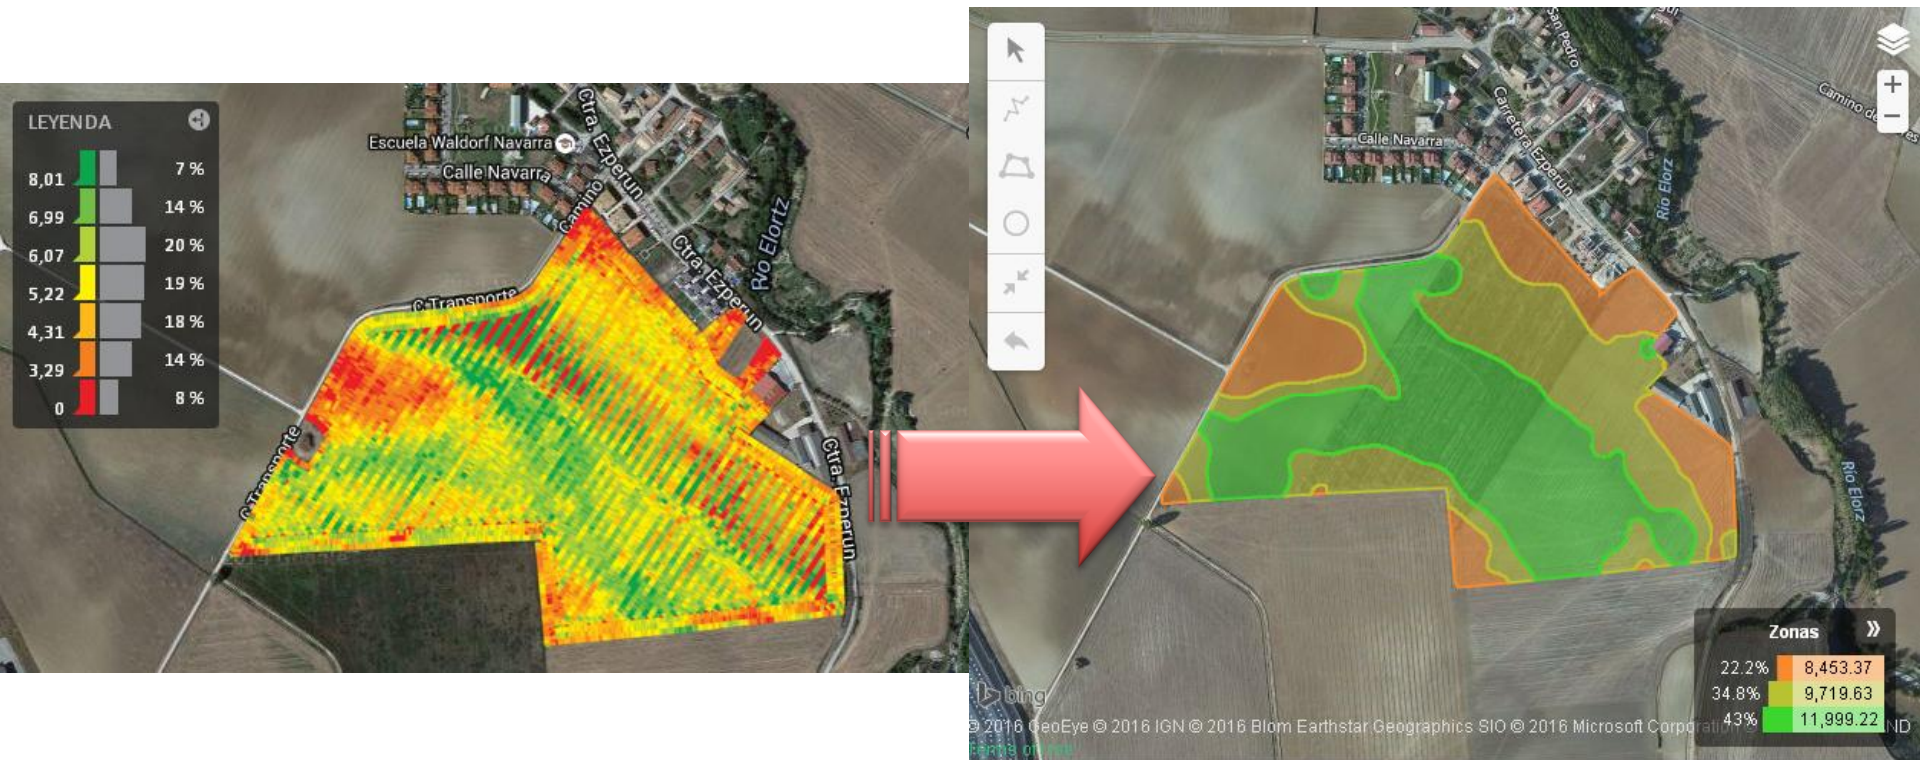 LEYENDA
8,01 7 %
6,99 14 %
6,07 20 %
5,22 19 %
4,31 18 %
3,29 14 %
0 8 %
Escuela Waldorf Navarra
Calle Navarra
Camino
Ctra. Ezperun
Ctra. Ezperun
Río Elortz
C Transporte
C Transporte
Ctra. Ezperun
San Pedro
Camino de
Calle Navarra
Carretera Ezperun
Río Elorz
Río Elorz
+
−
Zonas »
22.2% 8,453.37
34.8% 9,719.63
43% 11,999.22
bing
© 2016 GeoEye © 2016 IGN © 2016 Blom Earthstar Geographics SIO © 2016 Microsoft ND